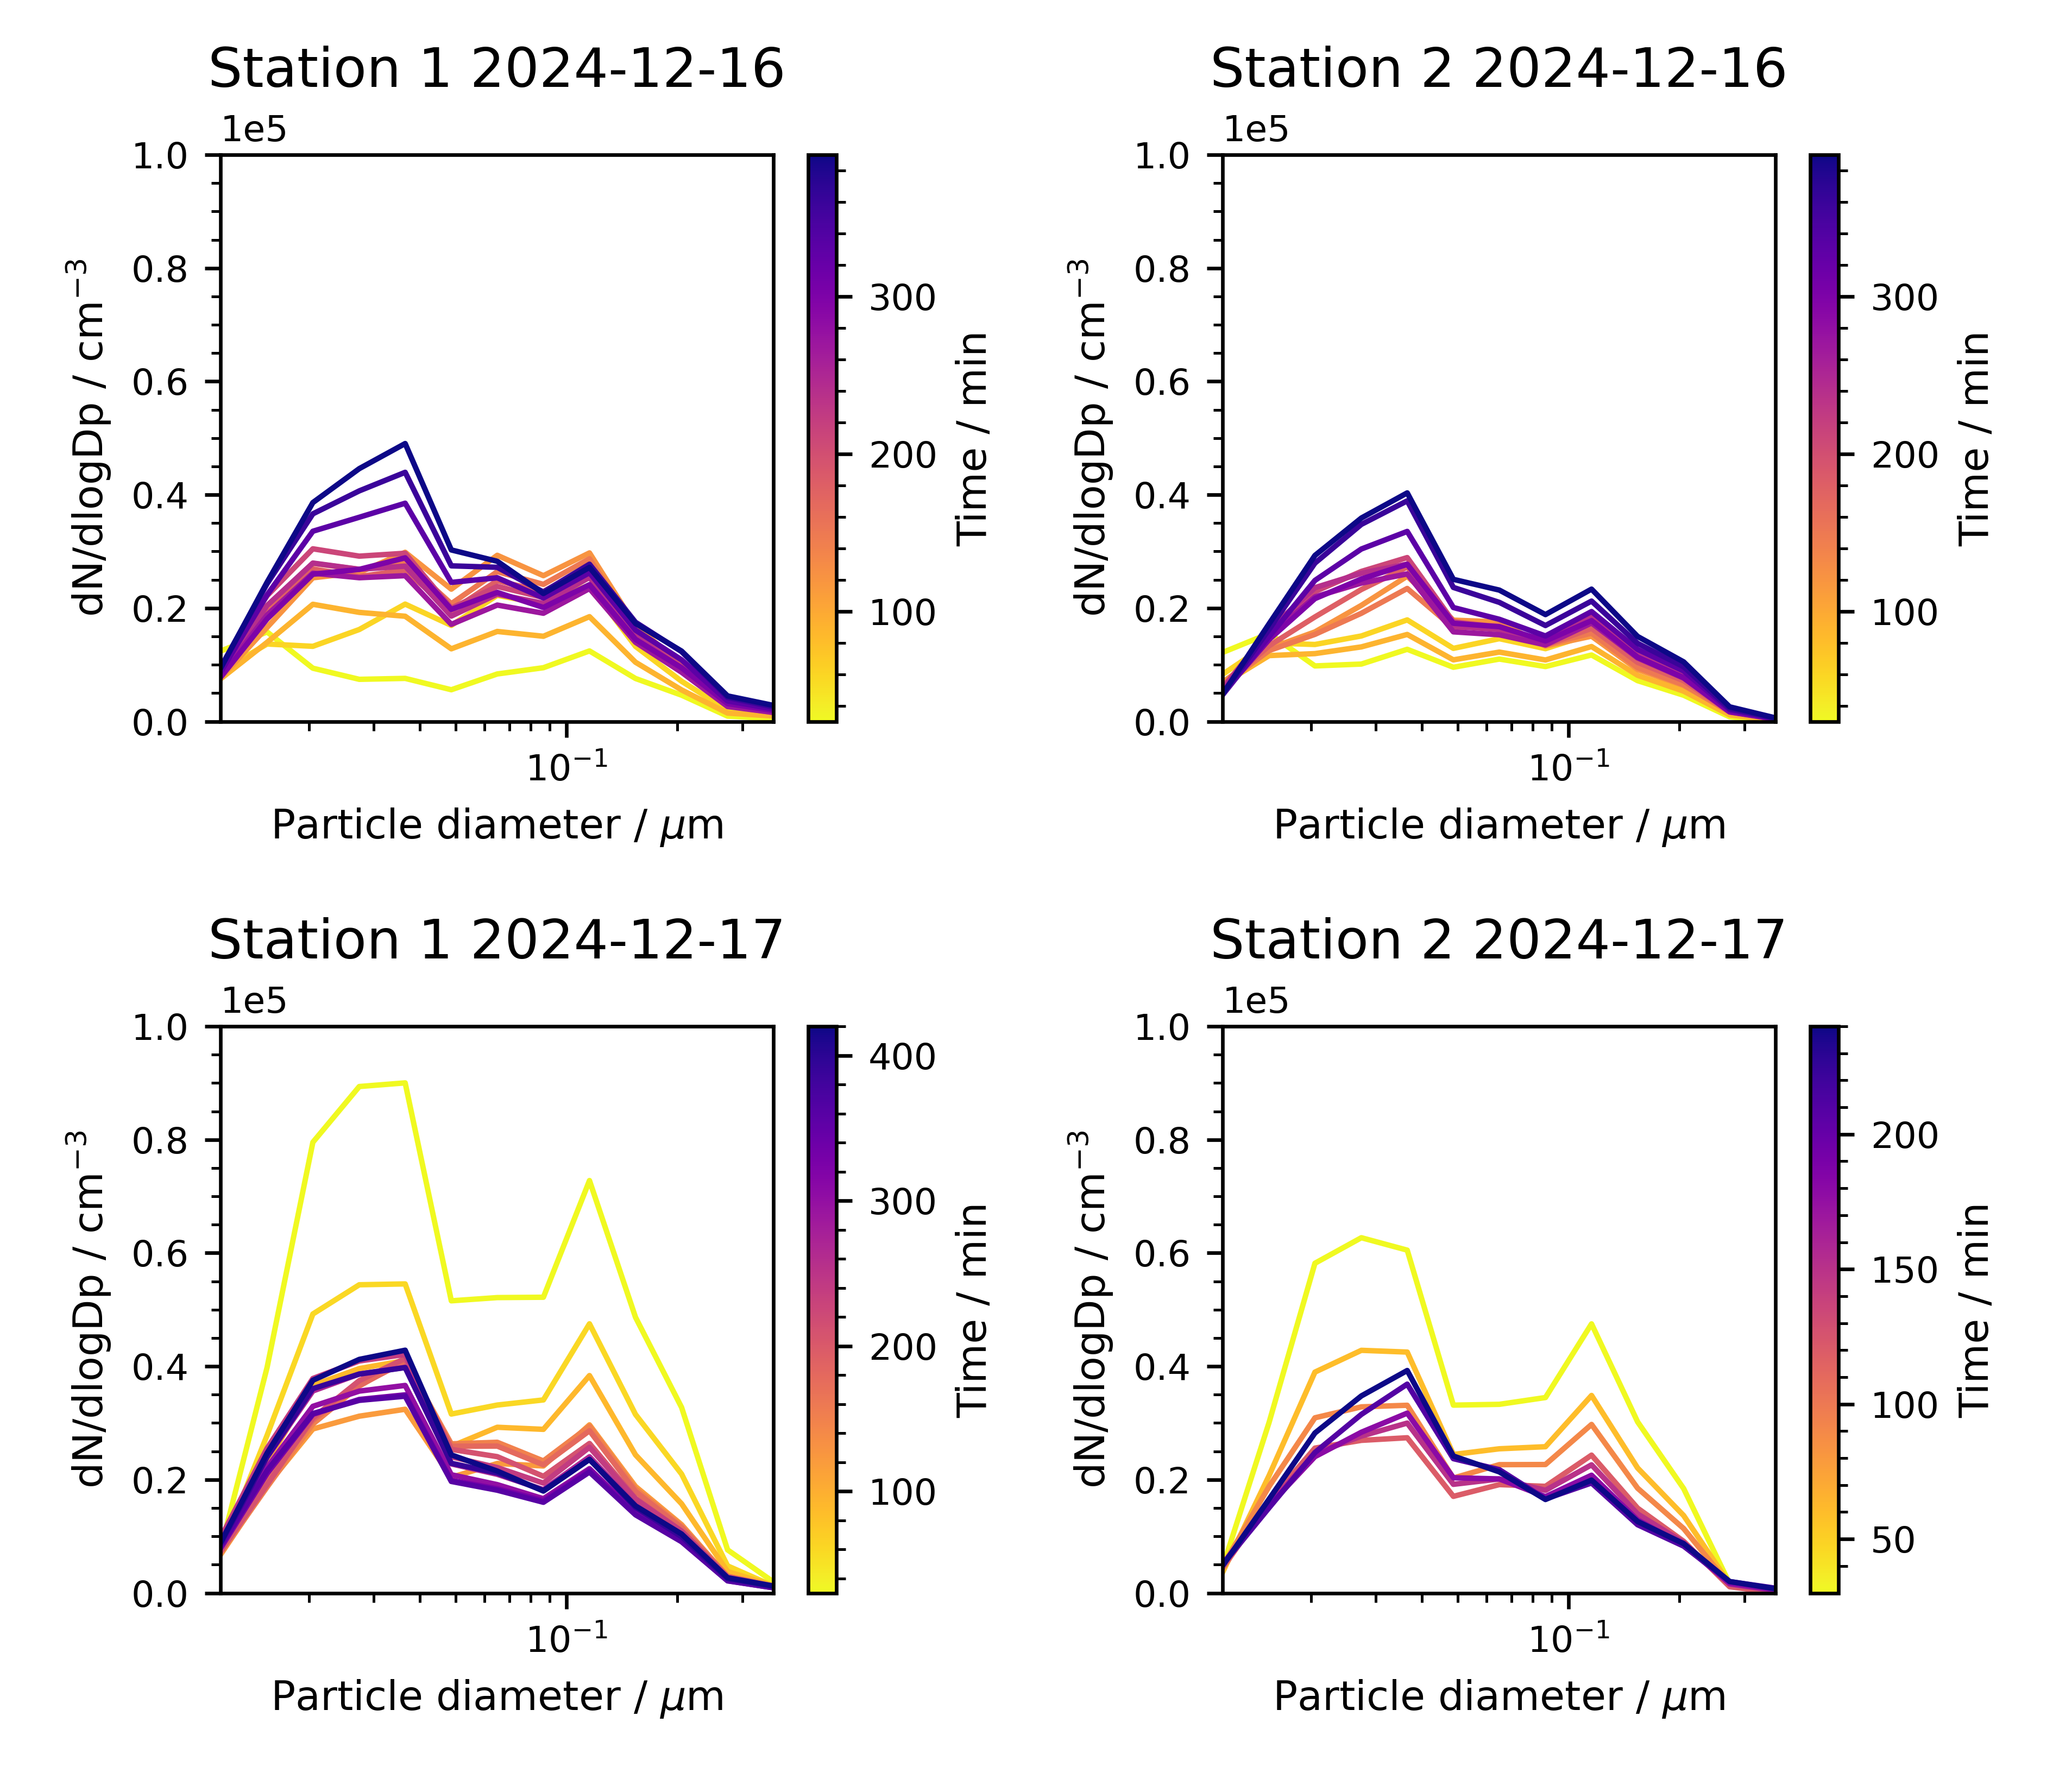 Station 1 2024-12-16
1e5
1.0
0.8
0.6
0.4
0.2
0.0
dN/dlogDp / cm⁻³
10⁻¹
Particle diameter / μm
300
200
100
Time / min
Station 2 2024-12-16
1e5
1.0
0.8
0.6
0.4
0.2
0.0
dN/dlogDp / cm⁻³
10⁻¹
Particle diameter / μm
300
200
100
Time / min
Station 1 2024-12-17
1e5
1.0
0.8
0.6
0.4
0.2
0.0
dN/dlogDp / cm⁻³
10⁻¹
Particle diameter / μm
400
300
200
100
Time / min
Station 2 2024-12-17
1e5
1.0
0.8
0.6
0.4
0.2
0.0
dN/dlogDp / cm⁻³
10⁻¹
Particle diameter / μm
200
150
100
50
Time / min